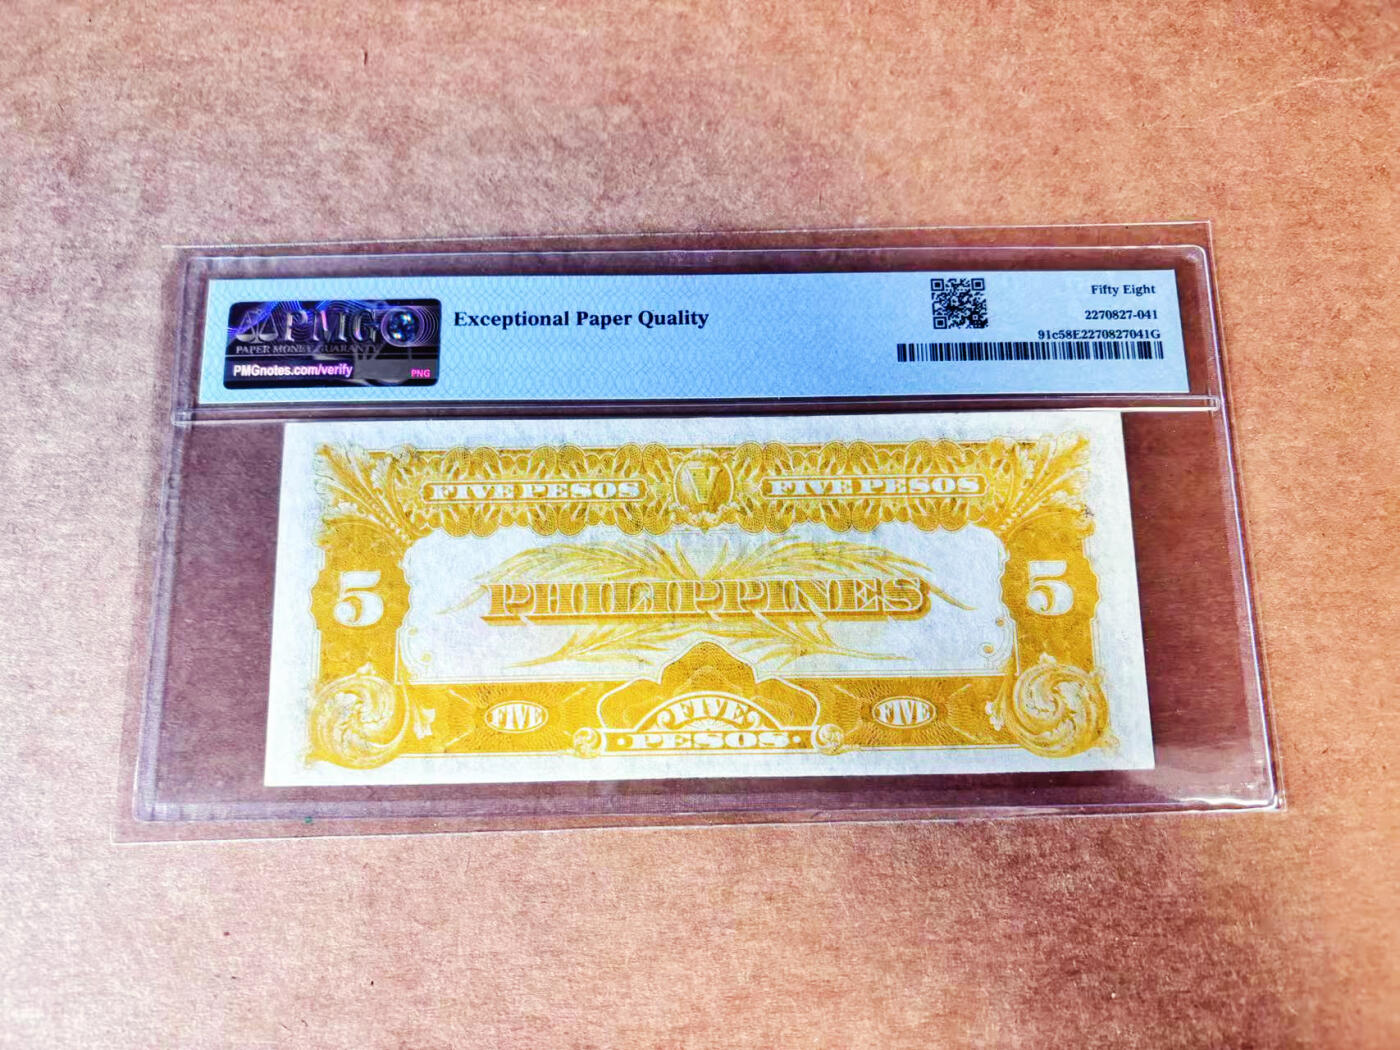 PMG
PAPER MONEY GUARANTY
PMGnotes.com/verify
PNG
Exceptional Paper Quality
Fifty Eight
2270827-041
91c58E2270827041G
FIVE PESOS
V
FIVE PESOS
PHILIPPINES
5
5
FIVE
FIVE
PESOS
FIVE